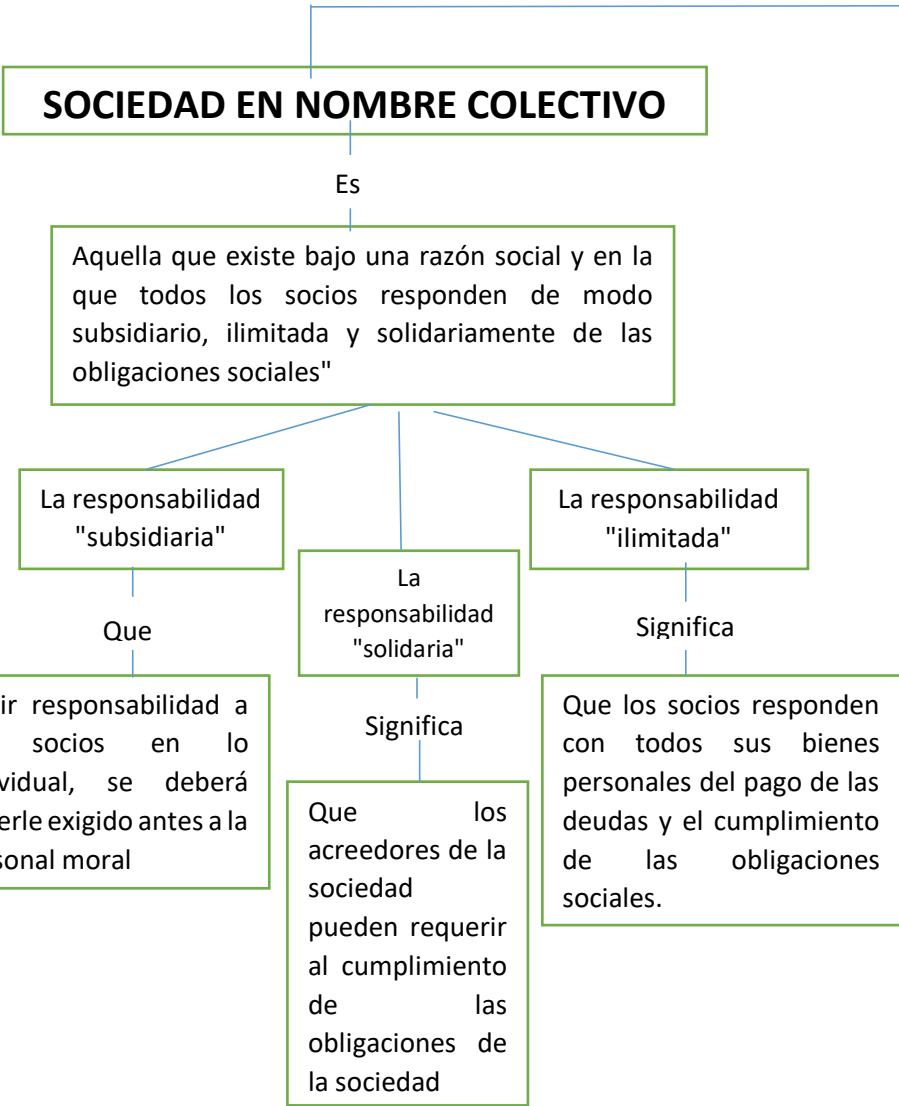 SOCIEDAD EN NOMBRE COLECTIVO
Es
Aquella que existe bajo una razón social y en la
que todos los socios responden de modo
subsidiario, ilimitada y solidariamente de las
obligaciones sociales"
La responsabilidad
"subsidiaria"
Que
responsabilidad a
socios en lo
se deberá
exigido antes a la
moral
La
responsabilidad
"solidaria"
Significa
Que los
acreedores de la
sociedad
pueden requerir
al cumplimiento
de las
obligaciones de
la sociedad
La responsabilidad
"ilimitada"
Significa
Que los socios responden
con todos sus bienes
personales del pago de las
deudas y el cumplimiento
de las obligaciones
sociales.